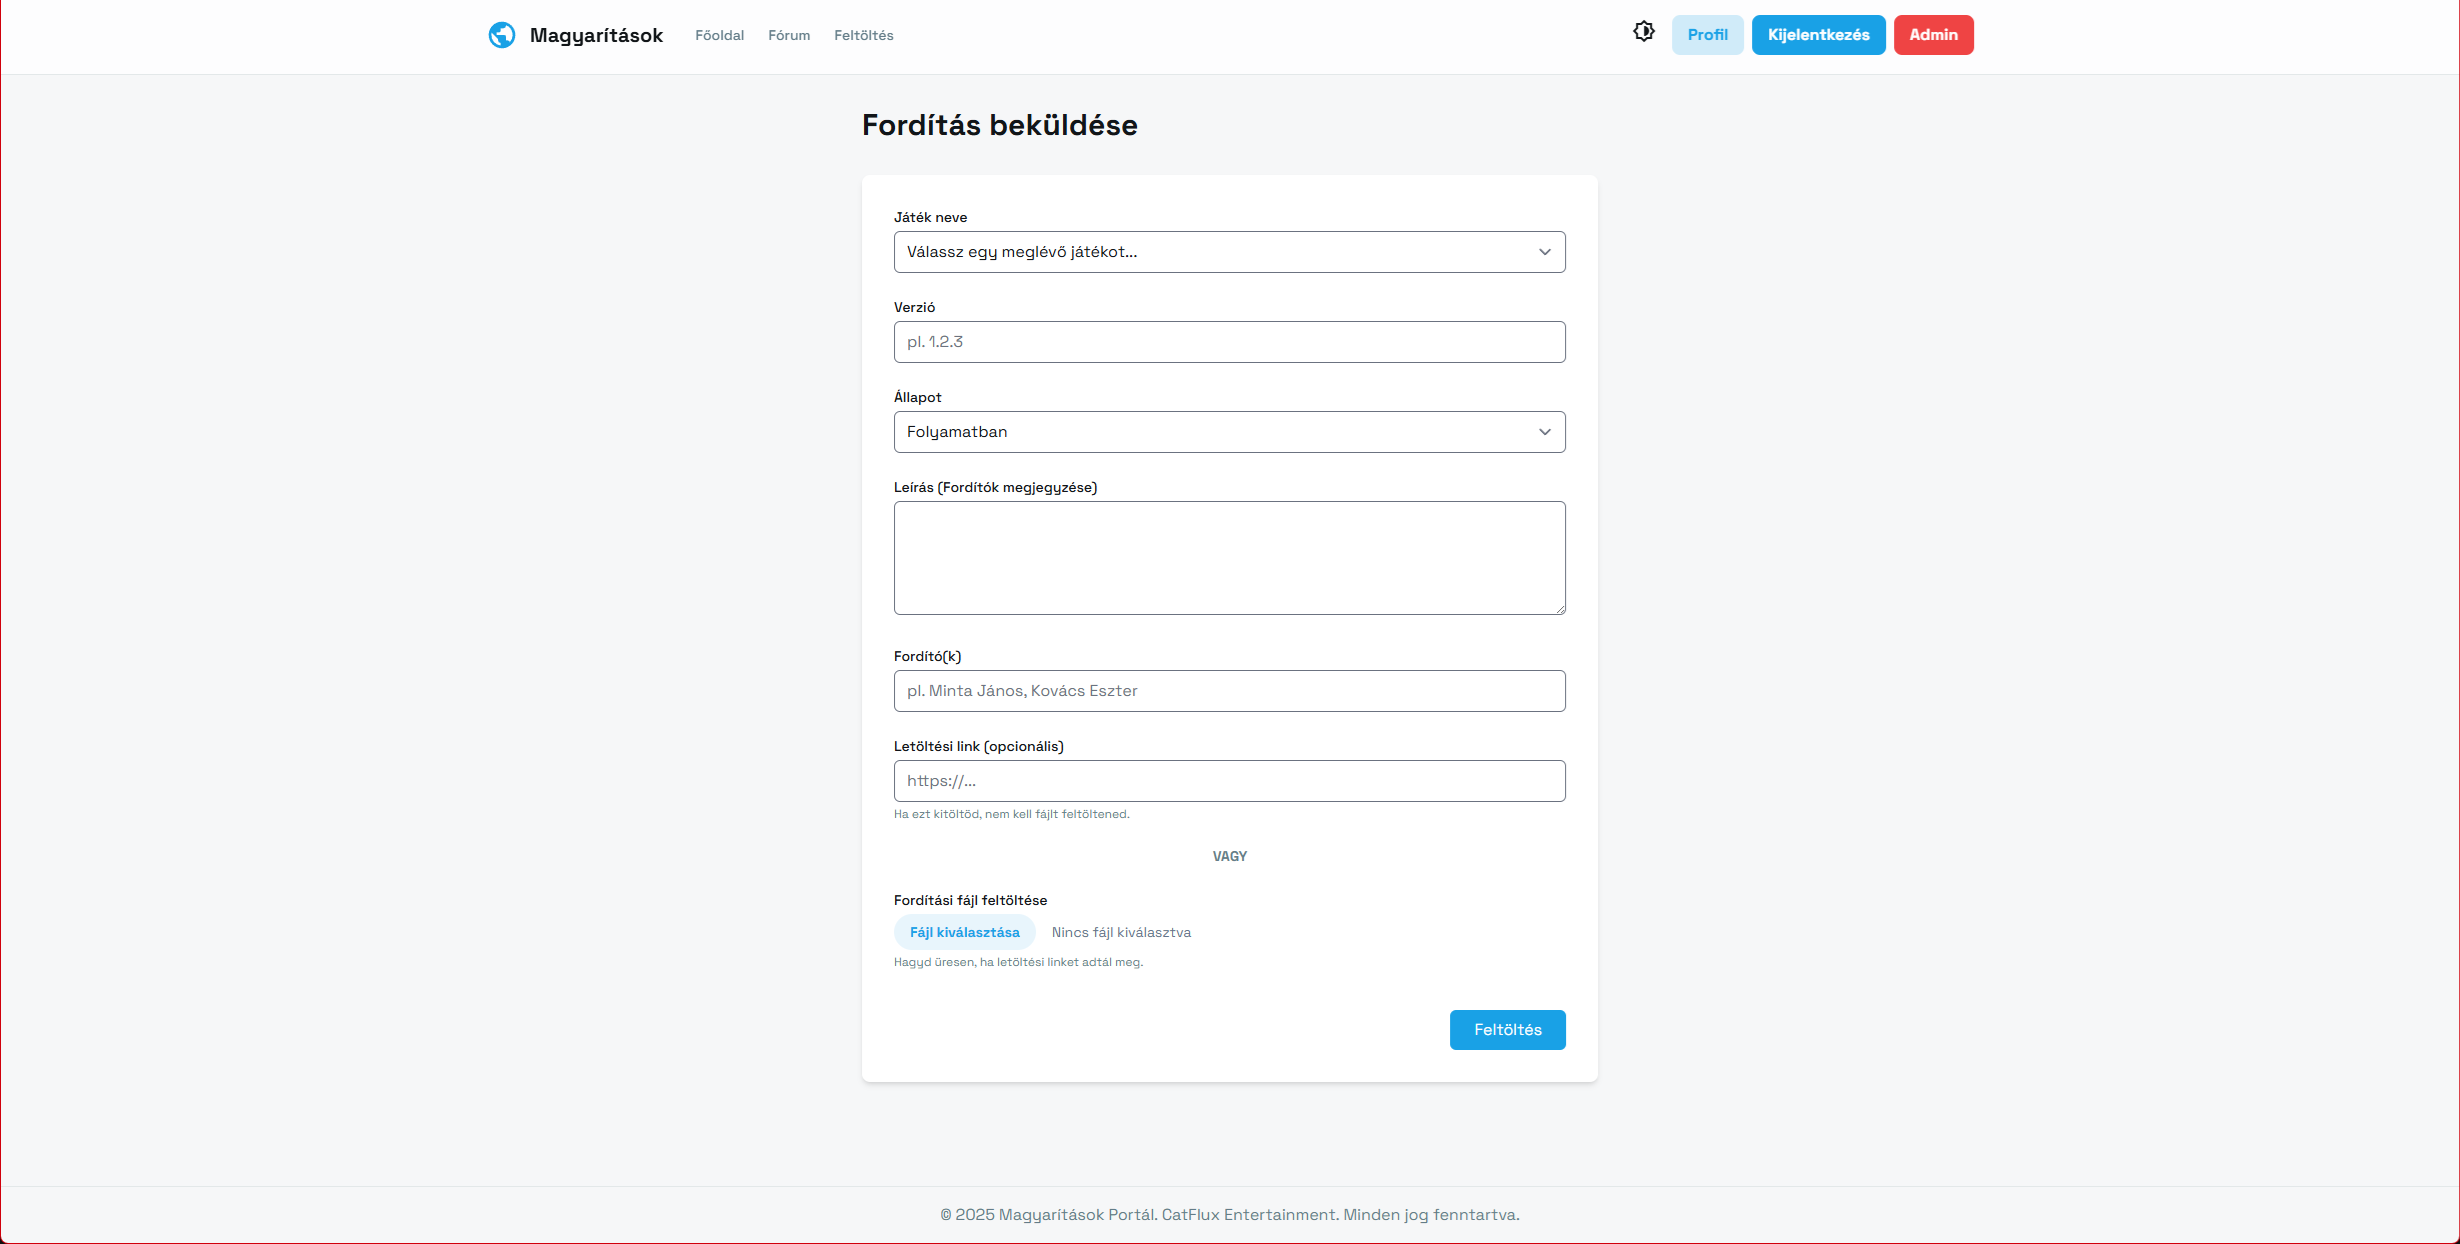 Magyarítások
Főoldal
Fórum
Feltöltés
Profil
Kijelentkezés
Admin
Fordítás beküldése
Játék neve
Válassz egy meglévő játékot...
Verzió
pl. 1.2.3
Állapot
Folyamatban
Leírás (Fordítók megjegyzése)
Fordító(k)
pl. Minta János, Kovács Eszter
Letöltési link (opcionális)
https://...
Ha ezt kitöltöd, nem kell fájlt feltöltened.
VAGY
Fordítási fájl feltöltése
Fájl kiválasztása
Nincs fájl kiválasztva
Hagyd üresen, ha letöltési linket adtál meg.
Feltöltés
© 2025 Magyarítások Portál. CatFlux Entertainment. Minden jog fenntartva.